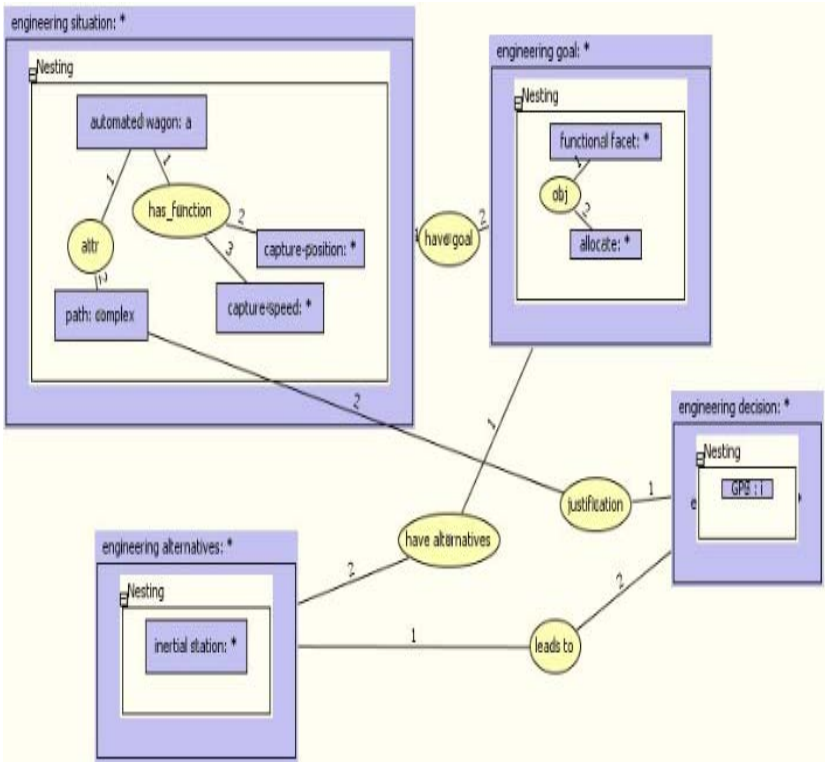 engineering situation: *
Nesting
automated wagon: a
1
1
has_function
attr
2
3
2
capture-position: *
path: complex
capture-speed: *
1
have goal
2
engineering goal: *
Nesting
functional facet: *
1
obj
2
allocate: *
2
1
engineering decision: *
Nesting
GPS : i
e
*
justification
1
have alternatives
2
engineering alternatives: *
Nesting
inertial station: *
1
leads to
2